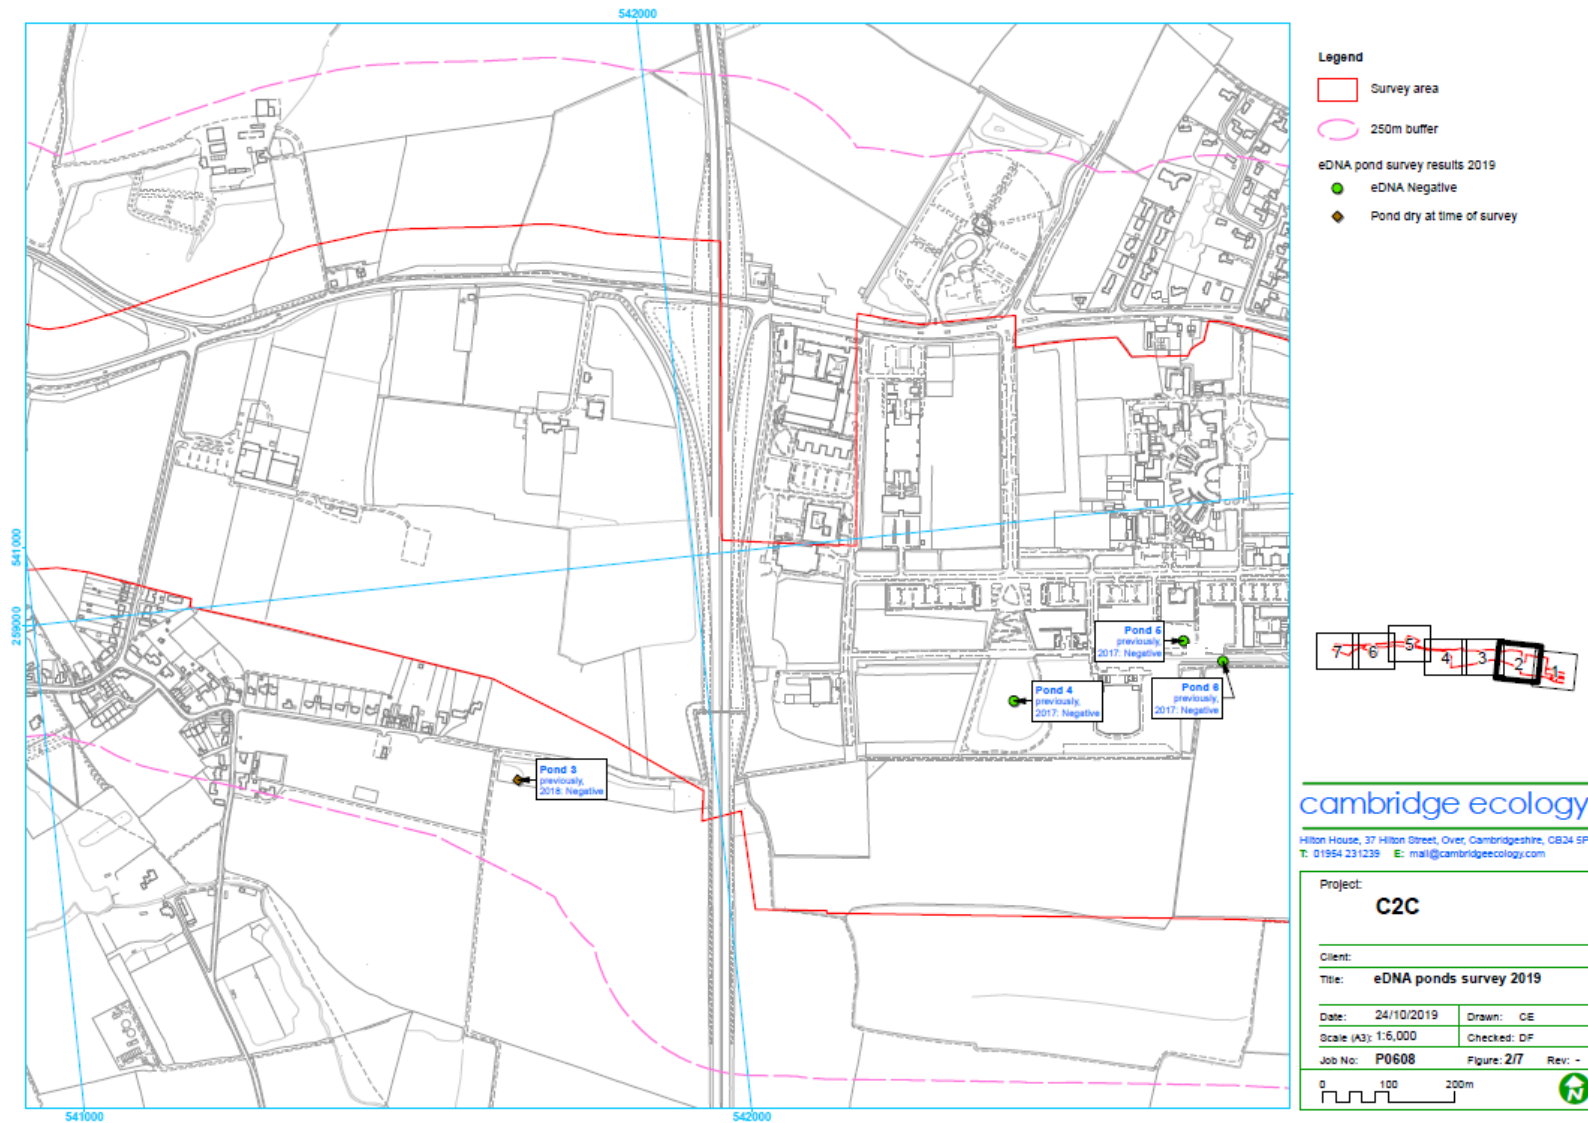 542000
541000
259000
541000
542000
Pond 5
previously,
2017: Negative
Pond 4
previously,
2017: Negative
Pond 6
previously,
2017: Negative
Pond 3
previously,
2018: Negative
Legend
Survey area
250m buffer
eDNA pond survey results 2019
eDNA Negative
Pond dry at time of survey
7 6 5 4 3 2 1
cambridge ecology
Hilton House, 37 Hilton Street, Over, Cambridgeshire, CB24 5P
T: 01954 231239 E: mail@cambridgeecology.com
Project:
C2C
Client:
Title: eDNA ponds survey 2019
Date: 24/10/2019 Drawn: CE
Scale (A3): 1:6,000 Checked: DF
Job No: P0608 Figure: 2/7 Rev: -
0 100 200m
N